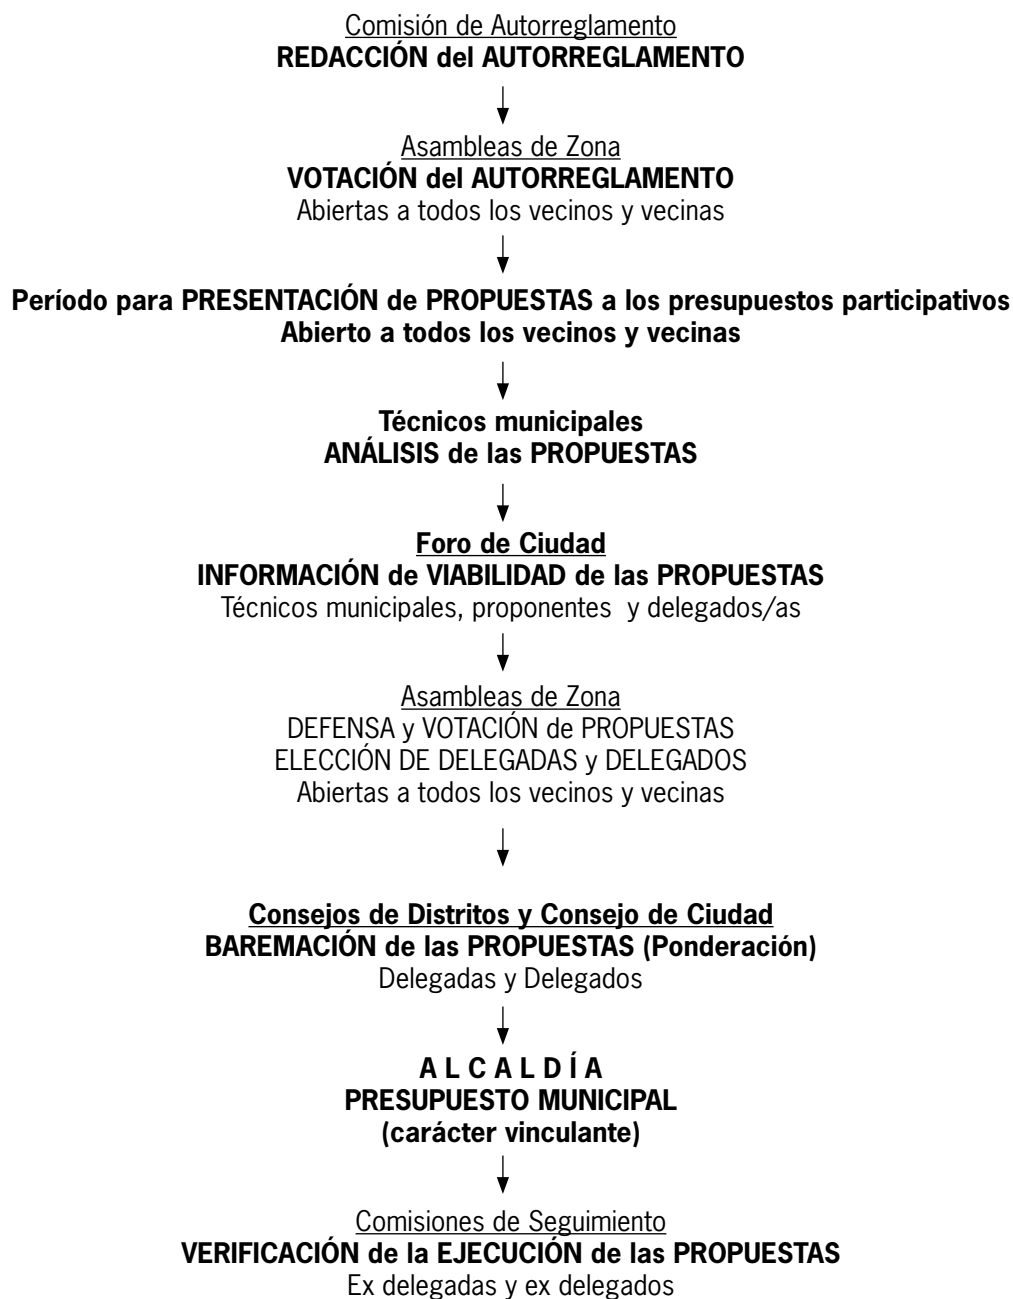 Comisión de Autorreglamento
REDACCIÓN del AUTORREGLAMENTO
Asambleas de Zona
VOTACIÓN del AUTORREGLAMENTO
Abiertas a todos los vecinos y vecinas
Período para PRESENTACIÓN de PROPUESTAS a los presupuestos participativos
Abierto a todos los vecinos y vecinas
Técnicos municipales
ANÁLISIS de las PROPUESTAS
Foro de Ciudad
INFORMACIÓN de VIABILIDAD de las PROPUESTAS
Técnicos municipales, proponentes y delegados/as
Asambleas de Zona
DEFENSA y VOTACIÓN de PROPUESTAS
ELECCIÓN DE DELEGADAS y DELEGADOS
Abiertas a todos los vecinos y vecinas
Consejos de Distritos y Consejo de Ciudad
BAREMACIÓN de las PROPUESTAS (Ponderación)
Delegadas y Delegados
A L C A L D Í A
PRESUPUESTO MUNICIPAL
(carácter vinculante)
Comisiones de Seguimiento
VERIFICACIÓN de la EJECUCIÓN de las PROPUESTAS
Ex delegadas y ex delegados